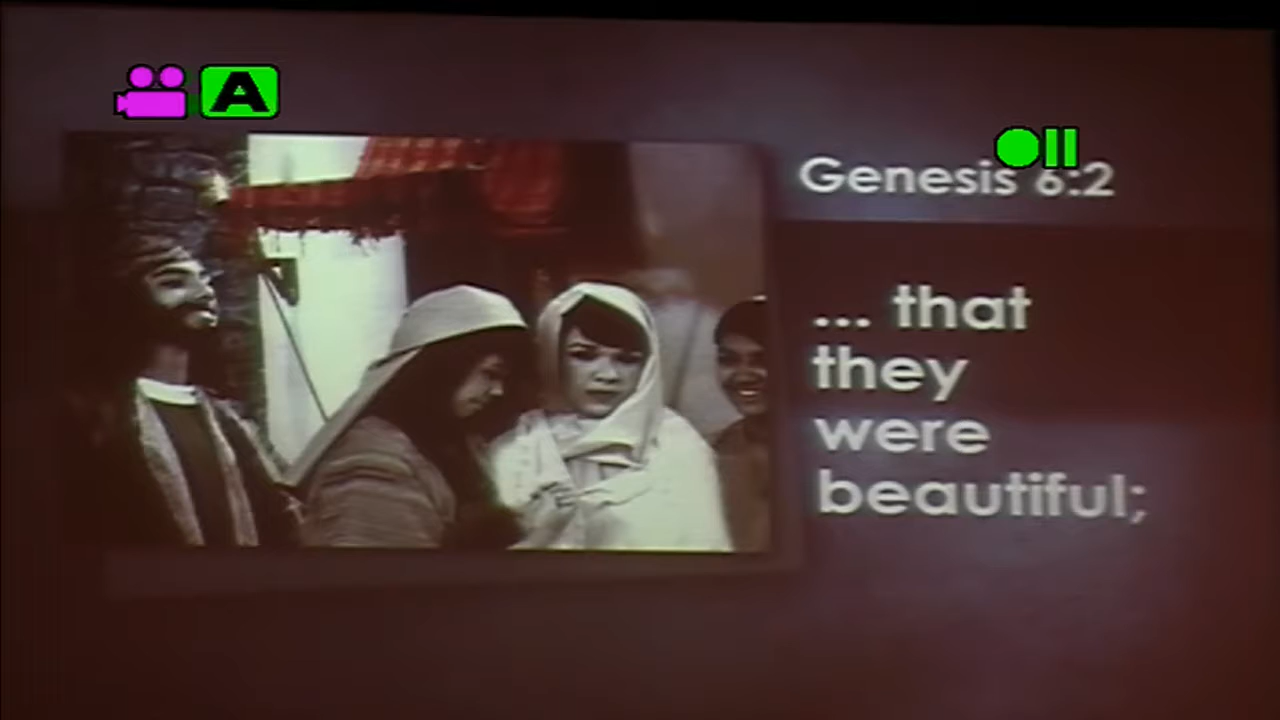 A
Genesis 6:2
... that
they
were
beautiful;